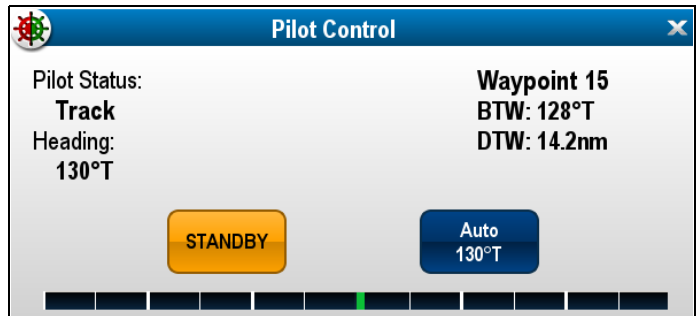 Pilot Control
Pilot Status:
Track
Heading:
130°T
Waypoint 15
BTW: 128°T
DTW: 14.2nm
STANDBY
Auto
130°T